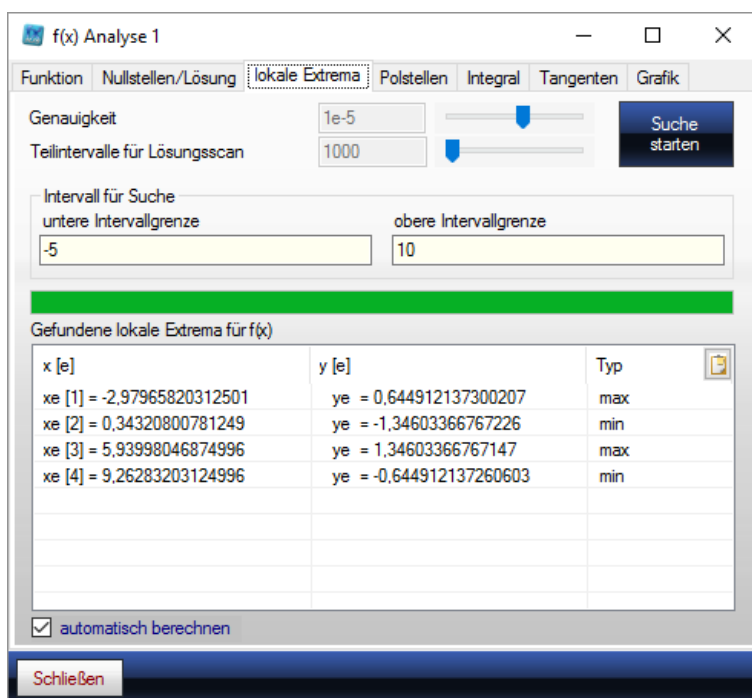 f(x) Analyse 1
Funktion Nullstellen/Lösung lokale Extrema Polstellen Integral Tangenten Grafik
Genauigkeit 1e-5
Teilintervalle für Lösungsscan 1000
Suche
starten
Intervall für Suche
untere Intervallgrenze obere Intervallgrenze
-5 10
Gefundene lokale Extrema für f(x)
x [e] y [e] Typ
xe [1] = -2,97965820312501 ye = 0,644912137300207 max
xe [2] = 0,34320800781249 ye = -1,34603366767226 min
xe [3] = 5,93998046874996 ye = 1,34603366767147 max
xe [4] = 9,26283203124996 ye = -0,644912137260603 min
automatisch berechnen
Schließen